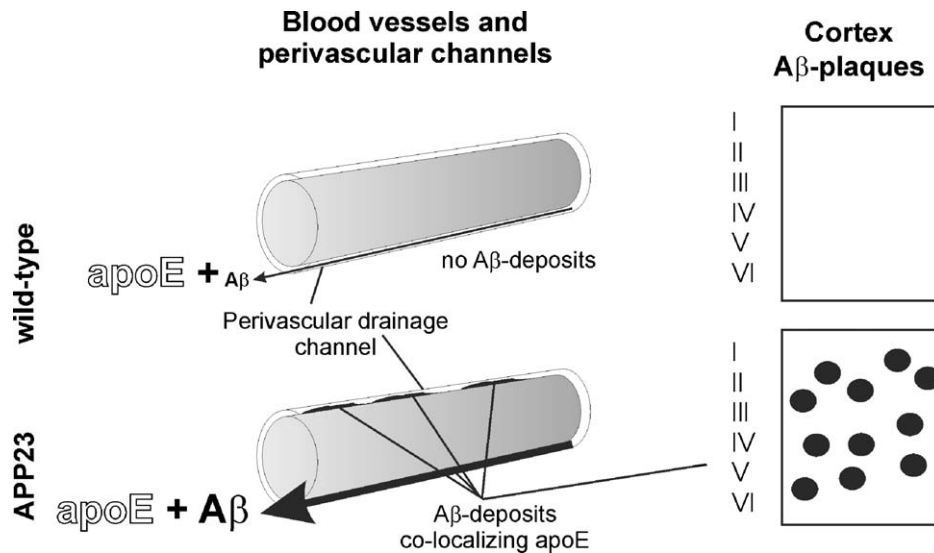 Blood vessels and
perivascular channels
Cortex
Aβ-plaques
wild-type
apoE + Aβ
no Aβ-deposits
Perivascular drainage
channel
I
II
III
IV
V
VI
APP23
apoE + Aβ
Aβ-deposits
co-localizing apoE
I
II
III
IV
V
VI